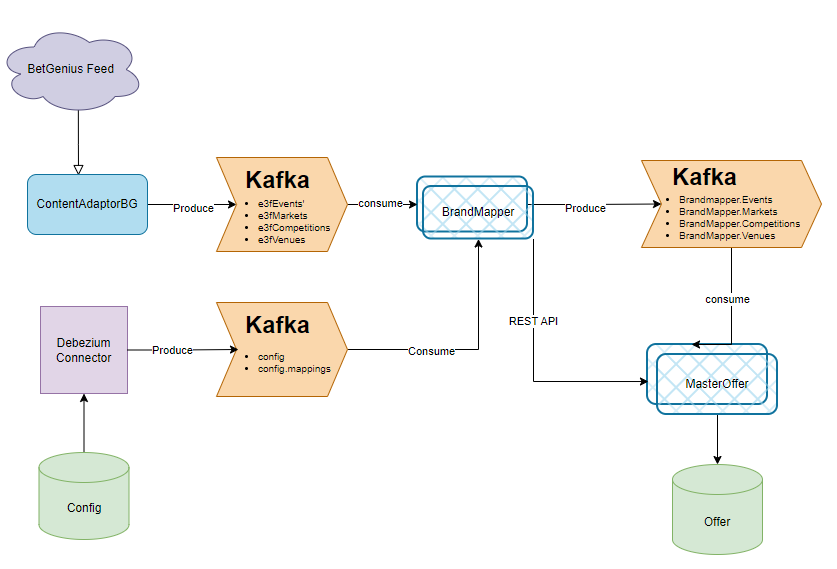 BetGenius Feed
ContentAdaptorBG
Produce
Kafka
e3fEvents'
e3fMarkets
e3fCompetitions
e3fVenues
consume
BrandMapper
Produce
Kafka
Brandmapper.Events
BrandMapper.Markets
BrandMapper.Competitions
BrandMapper.Venues
consume
REST API
Debezium
Connector
Produce
Kafka
config
config.mappings
Consume
MasterOffer
Config
Offer